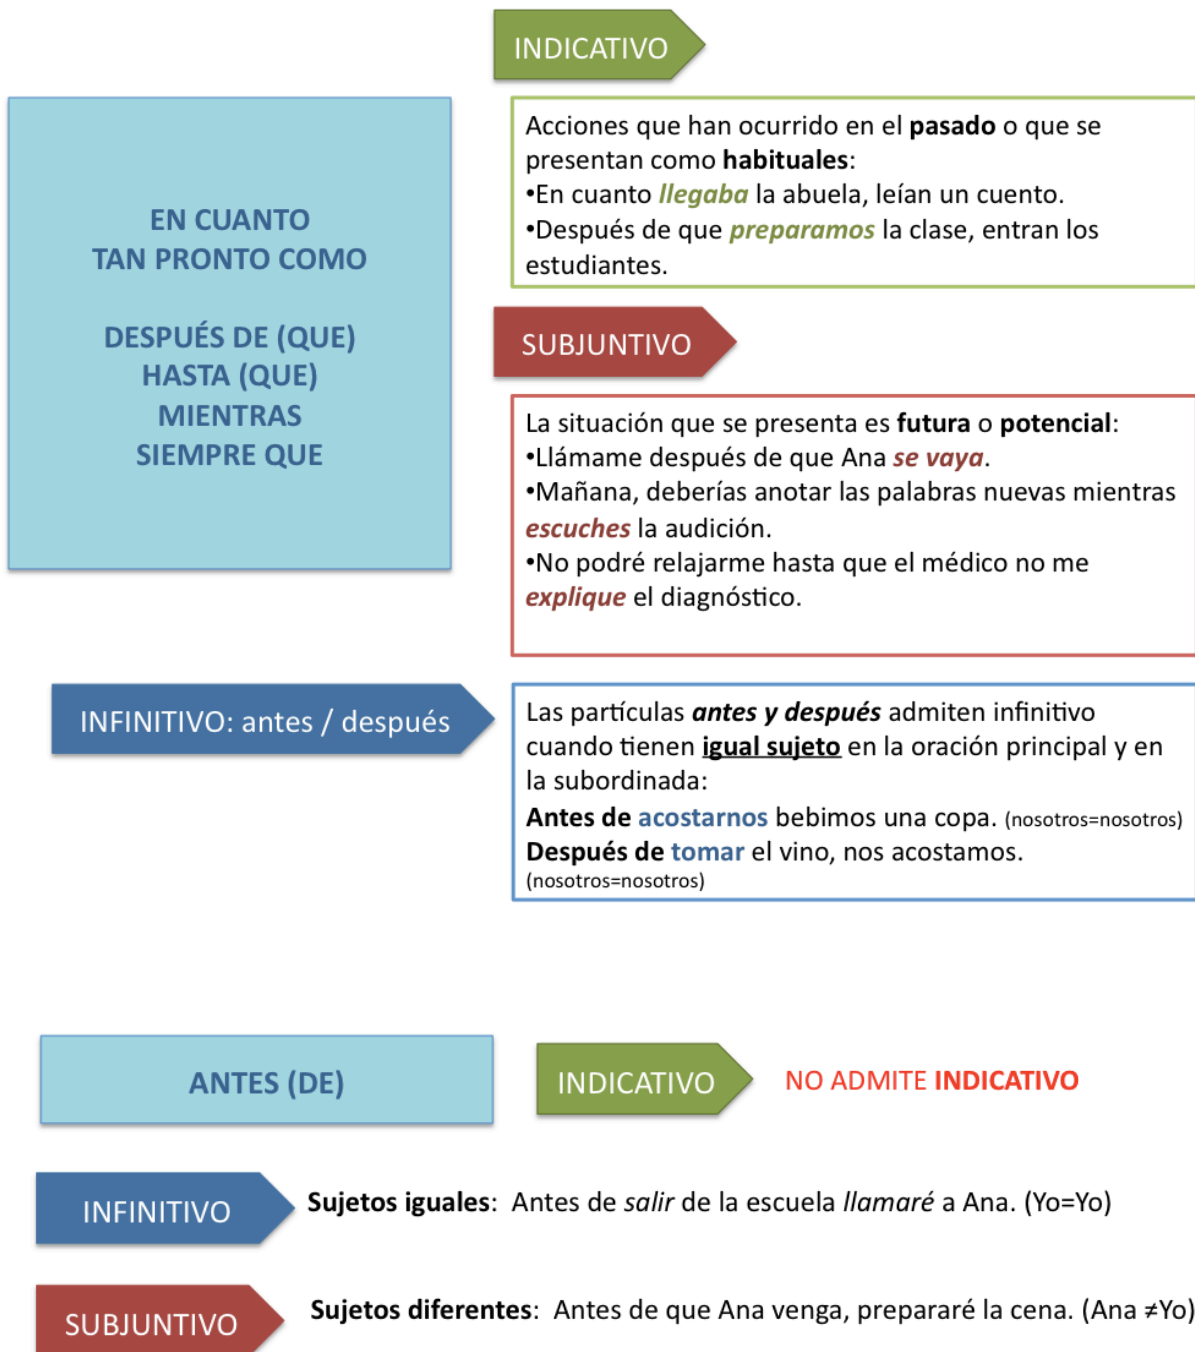 INDICATIVO
EN CUANTO
TAN PRONTO COMO
DESPUÉS DE (QUE)
HASTA (QUE)
MIENTRAS
SIEMPRE QUE
Acciones que han ocurrido en el pasado o que se
presentan como habituales:
•En cuanto llegaba la abuela, leían un cuento.
•Después de que preparamos la clase, entran los
estudiantes.
SUBJUNTIVO
La situación que se presenta es futura o potencial:
•Llámame después de que Ana se vaya.
•Mañana, deberías anotar las palabras nuevas mientras
escuches la audición.
•No podré relajarme hasta que el médico no me
explique el diagnóstico.
INFINITIVO: antes / después
Las partículas antes y después admiten infinitivo
cuando tienen igual sujeto en la oración principal y en
la subordinada:
Antes de acostarnos bebimos una copa. (nosotros=nosotros)
Después de tomar el vino, nos acostamos.
(nosotros=nosotros)
ANTES (DE)
INDICATIVO
NO ADMITE INDICATIVO
INFINITIVO
Sujetos iguales: Antes de salir de la escuela llamaré a Ana. (Yo=Yo)
SUBJUNTIVO
Sujetos diferentes: Antes de que Ana venga, prepararé la cena. (Ana ≠Yo)